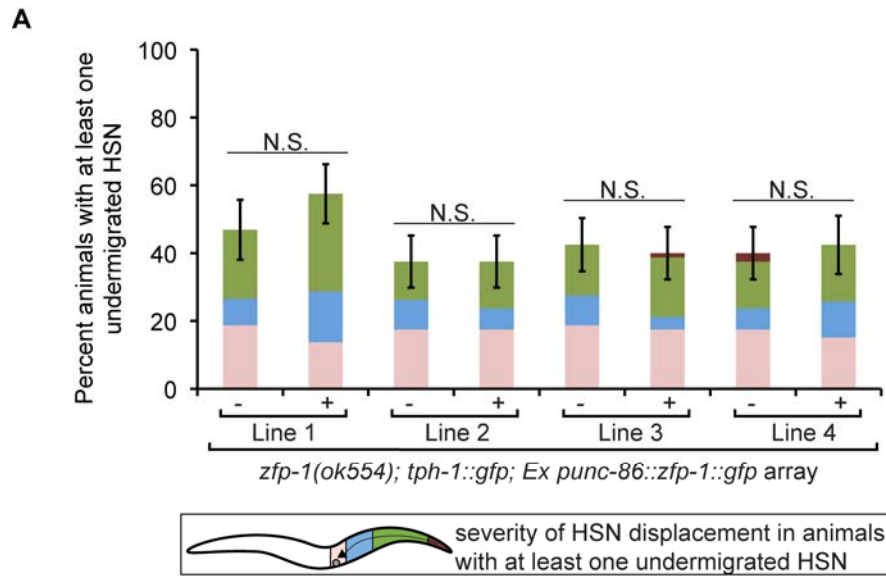 A
Percent animals with at least one
undermigrated HSN
100
80
60
40
20
0
N.S.
N.S.
N.S.
N.S.
- + - + - + - +
Line 1 Line 2 Line 3 Line 4
zfp-1(ok554); tph-1::gfp; Ex punc-86::zfp-1::gfp array
severity of HSN displacement in animals
with at least one undermigrated HSN